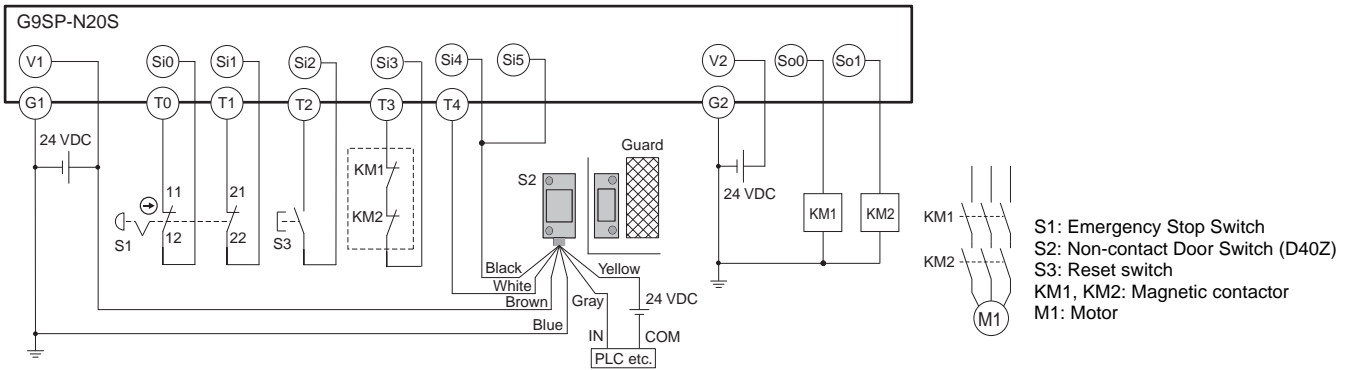 G9SP-N20S
V1 Si0 Si1 Si2 Si3 Si4 Si5 V2 So0 So1
G1 T0 T1 T2 T3 T4 G2
24 VDC
11
12
21
22
S1
S3
KM1
KM2
S2
Guard
24 VDC
KM1
KM2
Black
White
Brown
Blue
Gray
Yellow
24 VDC
IN
COM
PLC etc.
KM1
KM2
M1
S1: Emergency Stop Switch
S2: Non-contact Door Switch (D40Z)
S3: Reset switch
KM1, KM2: Magnetic contactor
M1: Motor